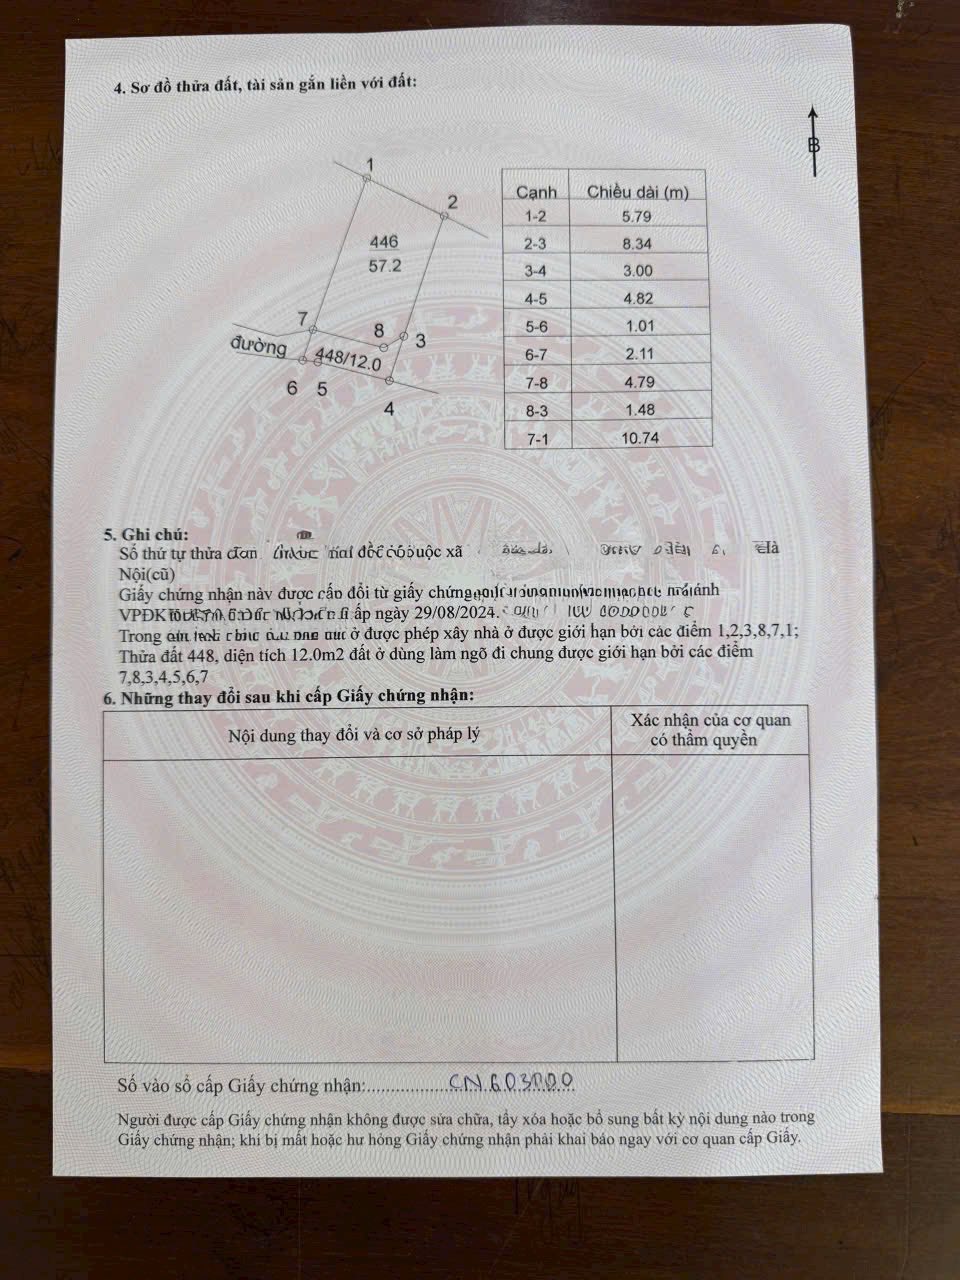 4. Sơ đồ thửa đất, tài sản gắn liền với đất:
B
1
2
446
57.2
7
8
3
đường
448/12.0
6 5
4
Cạnh Chiều dài (m)
1-2 5.79
2-3 8.34
3-4 3.00
4-5 4.82
5-6 1.01
6-7 2.11
7-8 4.79
8-3 1.48
7-1 10.74
5. Ghi chú:
Số thứ tự thửa xã
Nội(cũ)
Giấy chứng nhận này được cấp đổi từ giấy chứng
ấp ngày 29/08/2024.
Trong ở được phép xây nhà ở được giới hạn bởi các điểm 1,2,3,8,7,1;
Thửa đất 448, diện tích 12.0m2 đất ở dùng làm ngõ đi chung được giới hạn bởi các điểm
7,8,3,4,5,6,7
6. Những thay đổi sau khi cấp Giấy chứng nhận:
Nội dung thay đổi và cơ sở pháp lý
Xác nhận của cơ quan
có thẩm quyền
Số vào sổ cấp Giấy chứng nhận:
Người được cấp Giấy chứng nhận không được sửa chữa, tẩy xóa hoặc bổ sung bất kỳ nội dung nào trong
Giấy chứng nhận; khi bị mất hoặc hư hỏng Giấy chứng nhận phải khai báo ngay với cơ quan cấp Giấy.